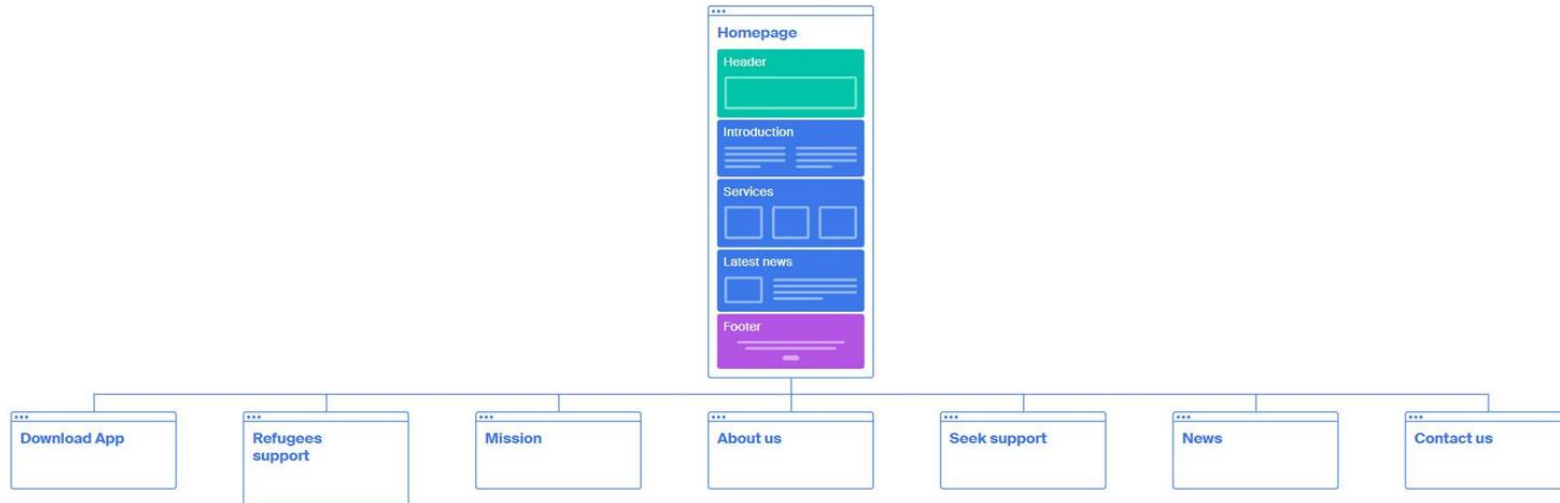 Homepage
Header
Introduction
Services
Latest news
Footer
Download App
Refugees
support
Mission
About us
Seek support
News
Contact us